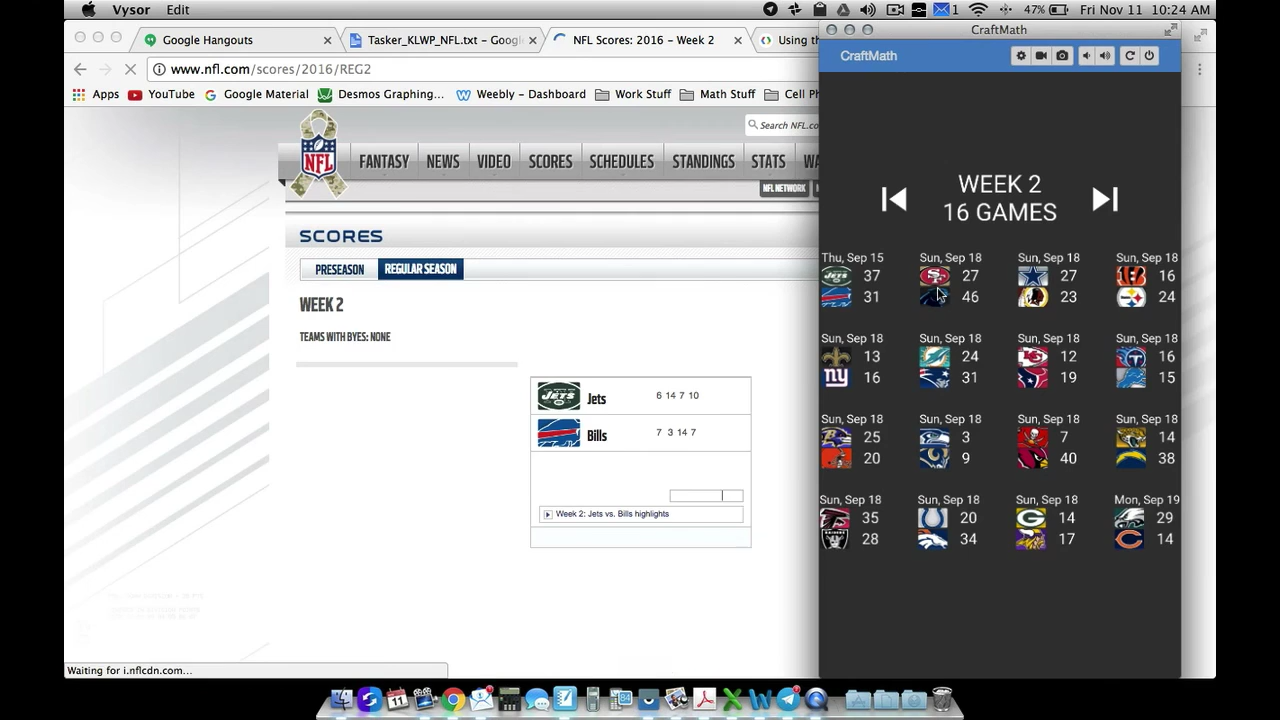 Vysor Edit
1 47% Fri Nov 11 10:24 AM
Google Hangouts
Tasker_KLWP_NFL.txt - Googl
NFL Scores: 2016 - Week 2
Using th
CraftMath
www.nfl.com/scores/2016/REG2
CraftMath
Apps YouTube Google Material Desmos Graphing... Weebly - Dashboard Work Stuff Math Stuff Cell P
Search NFL.co
NFL FANTASY NEWS VIDEO SCORES SCHEDULES STANDINGS STATS WA
NFL NETWORK
SCORES
PRESEASON REGULAR SEASON
WEEK 2
TEAMS WITH BYES: NONE
JETS Jets 6 14 7 10
Bills 7 3 14 7
Week 2: Jets vs. Bills highlights
Waiting for i.nflcdn.com...
WEEK 2
16 GAMES
Thu, Sep 15 Sun, Sep 18 Sun, Sep 18 Sun, Sep 18
37 27 27 16
31 46 23 24
Sun, Sep 18 Sun, Sep 18 Sun, Sep 18 Sun, Sep 18
13 24 12 16
ny 16 31 19 15
Sun, Sep 18 Sun, Sep 18 Sun, Sep 18 Sun, Sep 18
25 3 7 14
20 9 40 38
Sun, Sep 18 Sun, Sep 18 Sun, Sep 18 Mon, Sep 19
35 20 14 29
28 34 17 14